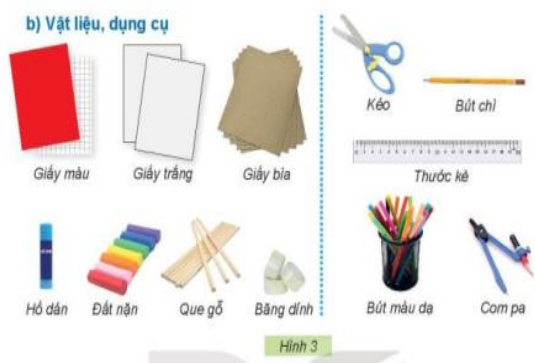 b) Vật liệu, dụng cụ
Giấy màu
Giấy trắng
Giấy bìa
Hồ dán
Đất nặn
Que gỗ
Băng dính
Kéo
Bút chì
Thước kẻ
Bút màu dạ
Com pa
Hình 3